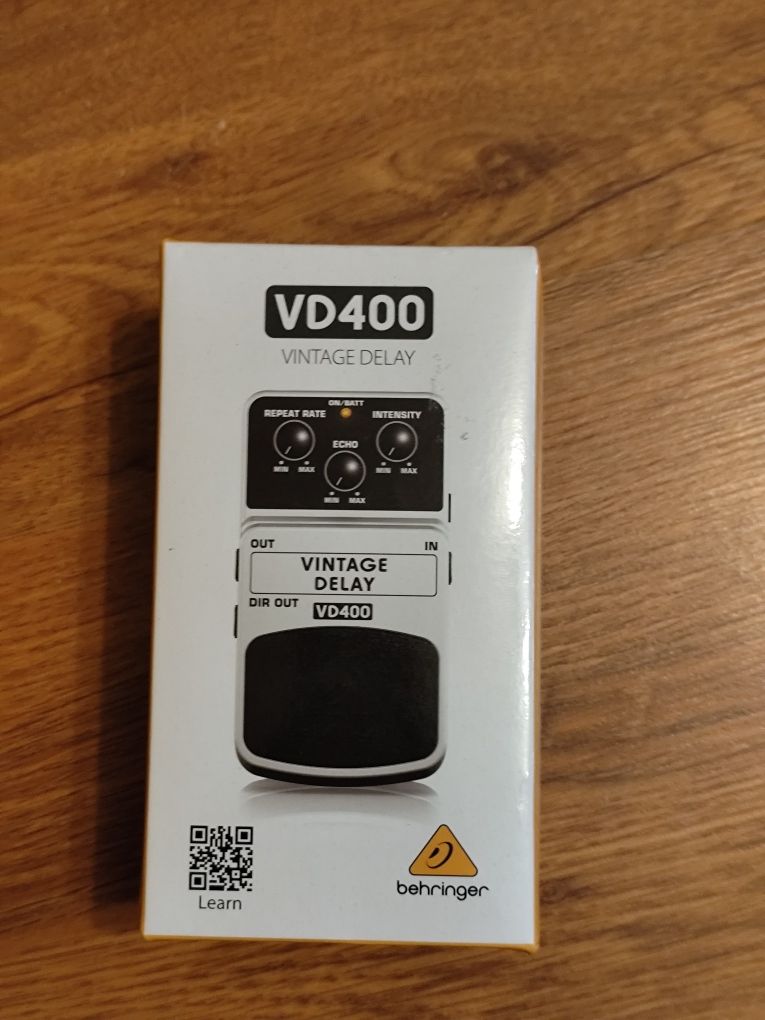 VD400
VINTAGE DELAY
ON/BATT
REPEAT RATE
INTENSITY
ECHO
MIN MAX
MIN MAX
MIN MAX
OUT
IN
VINTAGE
DELAY
DIR OUT
VD400
Learn
behringer